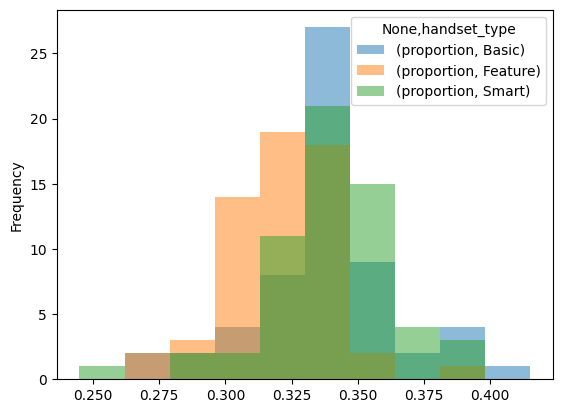 None,handset_type
(proportion, Basic)
(proportion, Feature)
(proportion, Smart)
Frequency
25
20
15
10
5
0
0.250 0.275 0.300 0.325 0.350 0.375 0.400